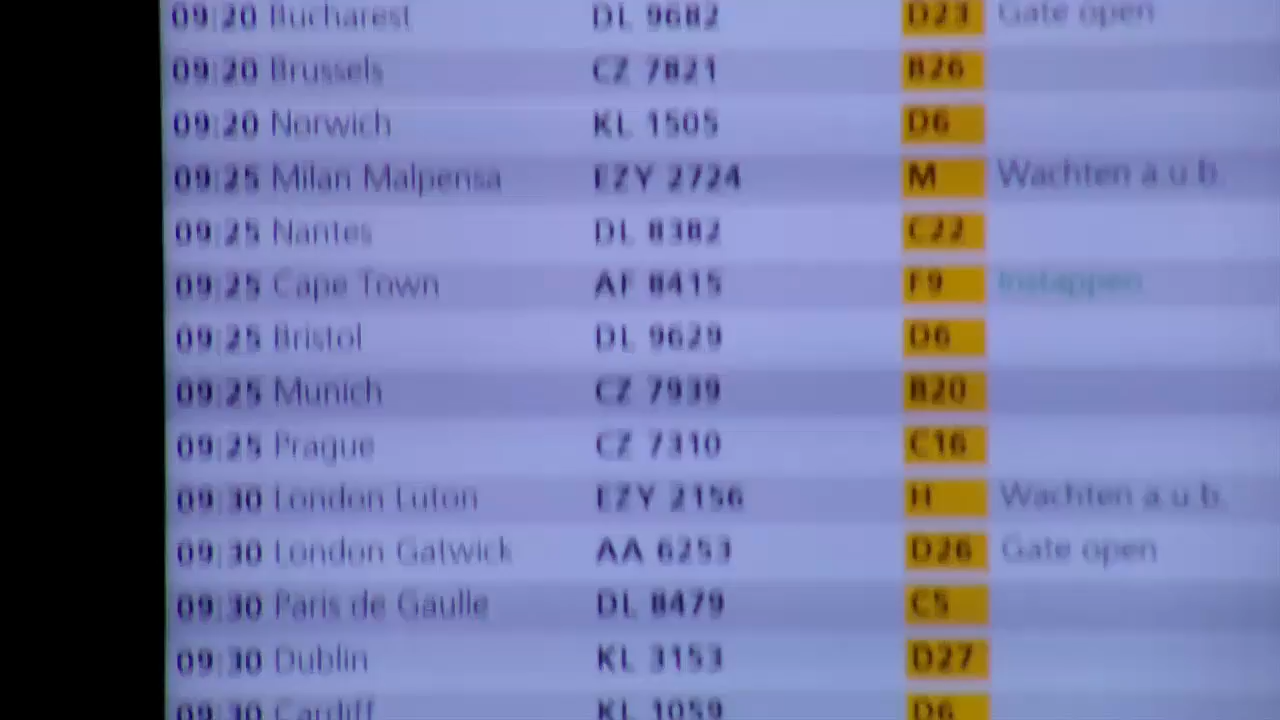 09:20 Bucharest DL 9682 D23 Gate open
09:20 Brussels CZ 7821 B26
09:20 Norwich KL 1505 D6
09:25 Milan Malpensa EZY 2724 M Wachten a.u.b.
09:25 Nantes DL 8382 C22
09:25 Cape Town AF 8415 F9 Instappen
09:25 Bristol DL 9629 D6
09:25 Munich CZ 7939 B20
09:25 Prague CZ 7310 C16
09:30 London Luton EZY 2156 H Wachten a.u.b.
09:30 London Gatwick AA 6253 D26 Gate open
09:30 Paris de Gaulle DL 8479 C5
09:30 Dublin KL 3153 D27
09:30 Cardiff KL 1059 D6